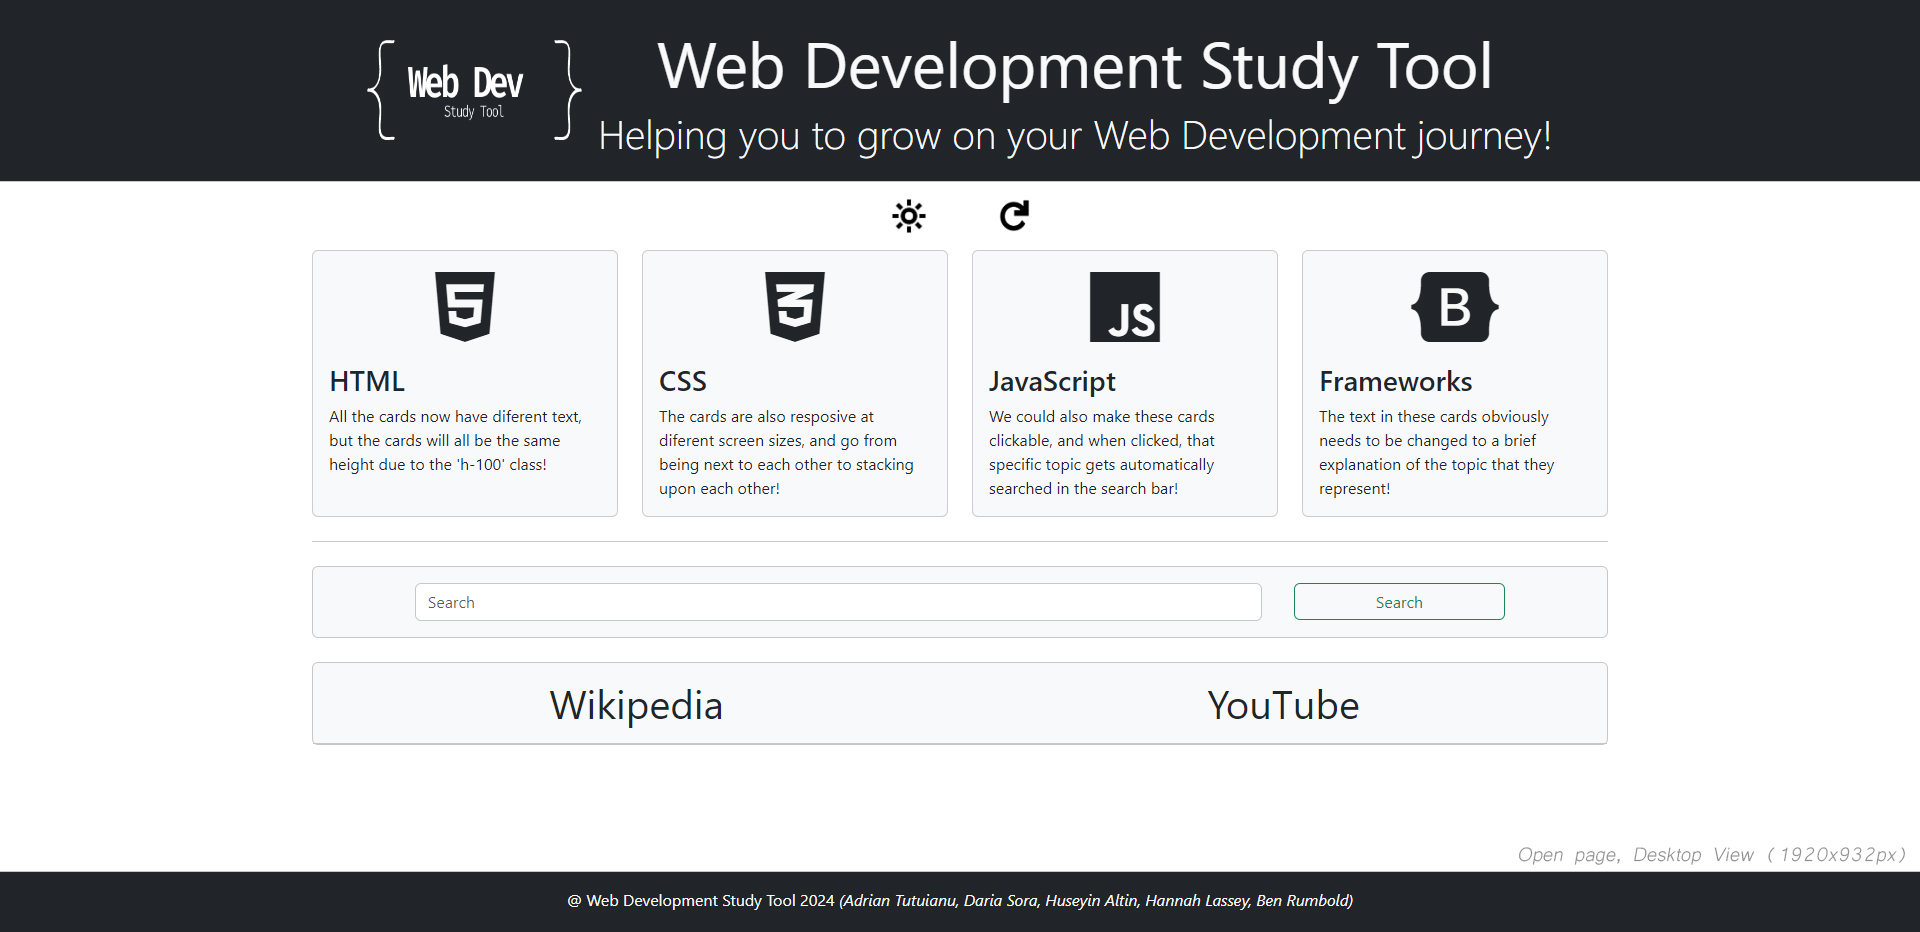 Web Dev
Study Tool
Web Development Study Tool
Helping you to grow on your Web Development journey!
5
HTML
All the cards now have diferent text,
but the cards will all be the same
height due to the 'h-100' class!
3
CSS
The cards are also resposive at
diferent screen sizes, and go from
being next to each other to stacking
upon each other!
JS
JavaScript
We could also make these cards
clickable, and when clicked, that
specific topic gets automatically
searched in the search bar!
B
Frameworks
The text in these cards obviously
needs to be changed to a brief
explanation of the topic that they
represent!
Search
Search
Wikipedia
YouTube
Open page, Desktop View (1920x932px)
@ Web Development Study Tool 2024 (Adrian Tutuianu, Daria Sora, Huseyin Altin, Hannah Lassey, Ben Rumbold)